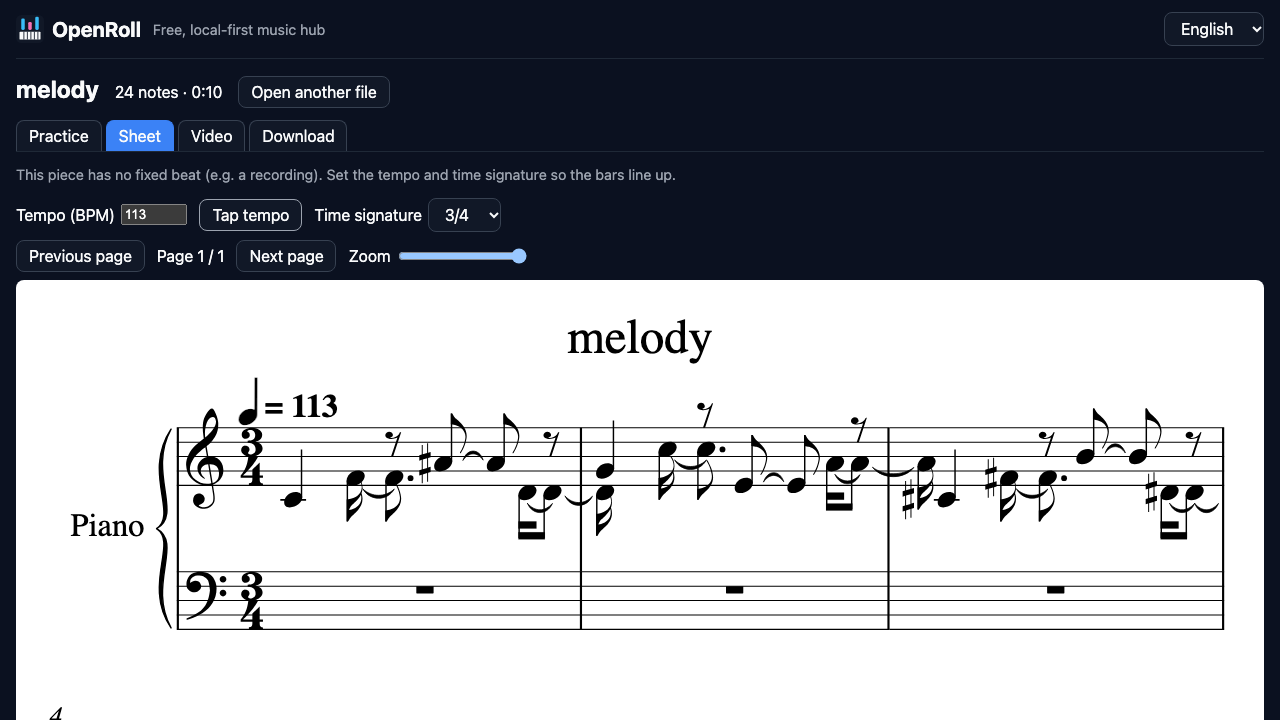 OpenRoll Free, local-first music hub English
melody 24 notes · 0:10 Open another file
Practice Sheet Video Download
This piece has no fixed beat (e.g. a recording). Set the tempo and time signature so the bars line up.
Tempo (BPM) 113 Tap tempo Time signature 3/4
Previous page Page 1 / 1 Next page Zoom
melody
= 113
3
4
Piano
3
4
4